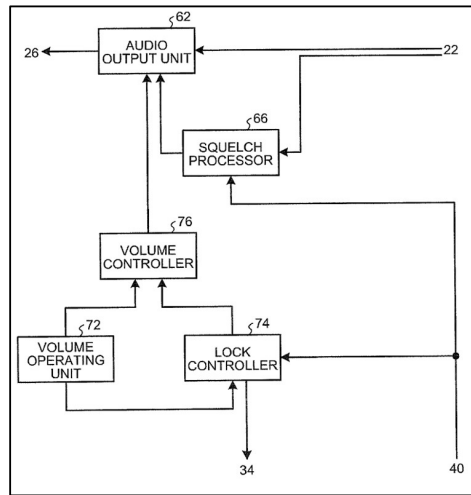 62
26
AUDIO
OUTPUT UNIT
22
66
SQUELCH
PROCESSOR
76
VOLUME
CONTROLLER
72
VOLUME
OPERATING
UNIT
74
LOCK
CONTROLLER
34
40